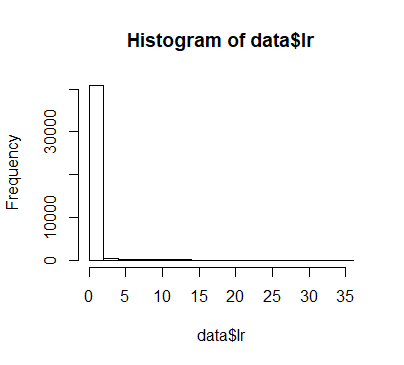 Histogram of data$lr
Frequency
30000
10000
0
0 5 10 15 20 25 30 35
data$lr